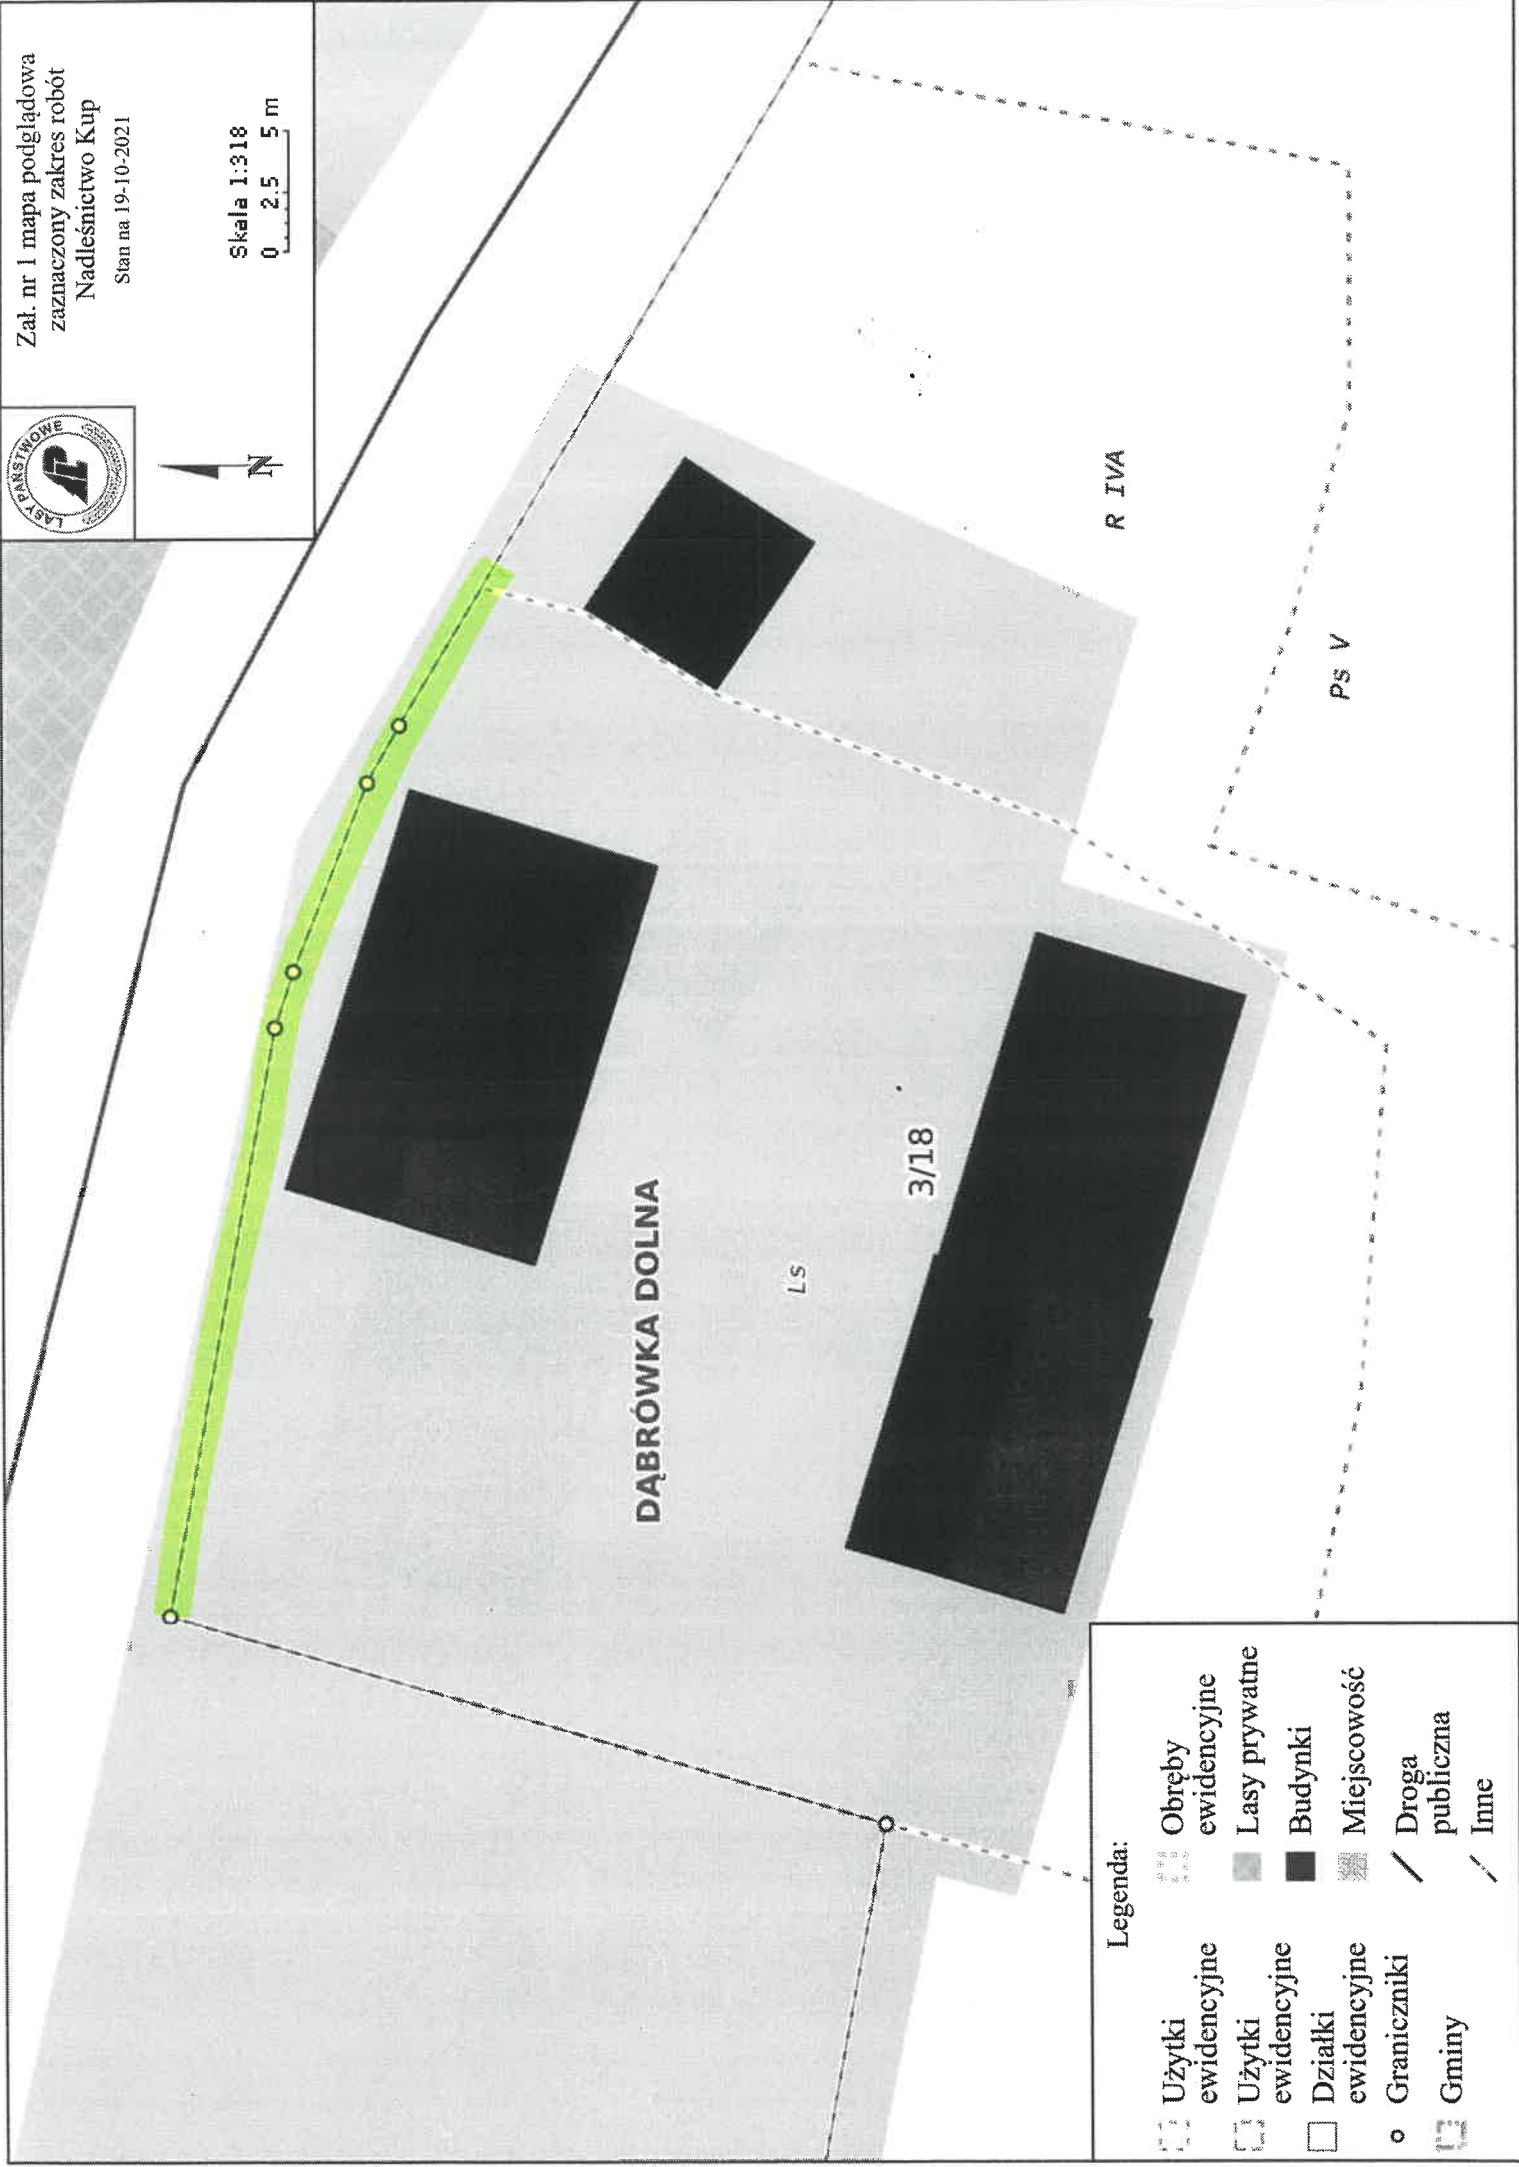 Zał. nr 1 mapa podglądowa
zaznaczony zakres robót
Nadleśnictwo Kup
Stan na 19-10-2021
LASY PAŃSTWOWE
N
Skala 1:318
0 2.5 5 m
DĄBRÓWKA DOLNA
Ls
3/18
R IVA
Ps V
Legenda:
Użytki
ewidencyjne
Użytki
ewidencyjne
Działki
ewidencyjne
Graniczniki
Gminy
Obręby
ewidencyjne
Lasy prywatne
Budynki
Miejscowość
Droga
publiczna
Inne